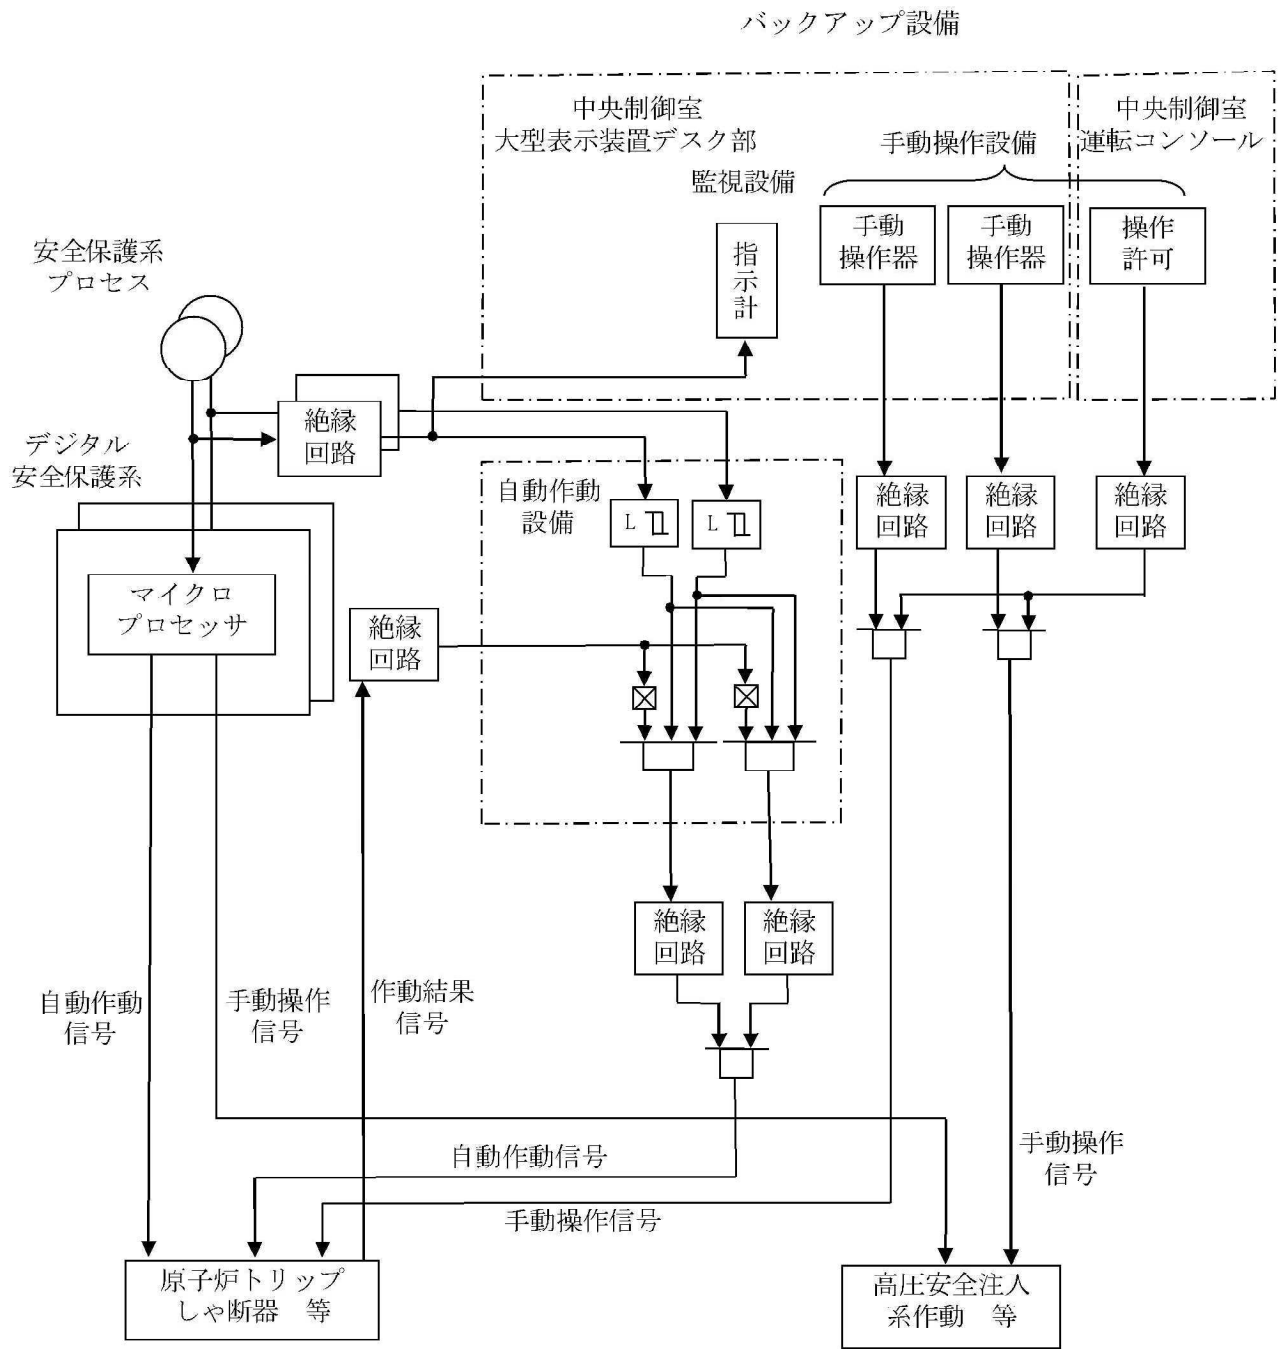 バックアップ設備
中央制御室
大型表示装置デスク部
中央制御室
運転コンソール
手動操作設備
監視設備
手動
操作器
手動
操作器
操作
許可
指
示
計
安全保護系
プロセス
絶縁
回路
デジタル
安全保護系
自動作動
設備
L
L
絶縁
回路
絶縁
回路
絶縁
回路
マイクロ
プロセッサ
絶縁
回路
絶縁
回路
絶縁
回路
自動作動
信号
手動操作
信号
作動結果
信号
自動作動信号
手動操作
信号
手動操作信号
原子炉トリップ
しゃ断器 等
高圧安全注入
系作動 等